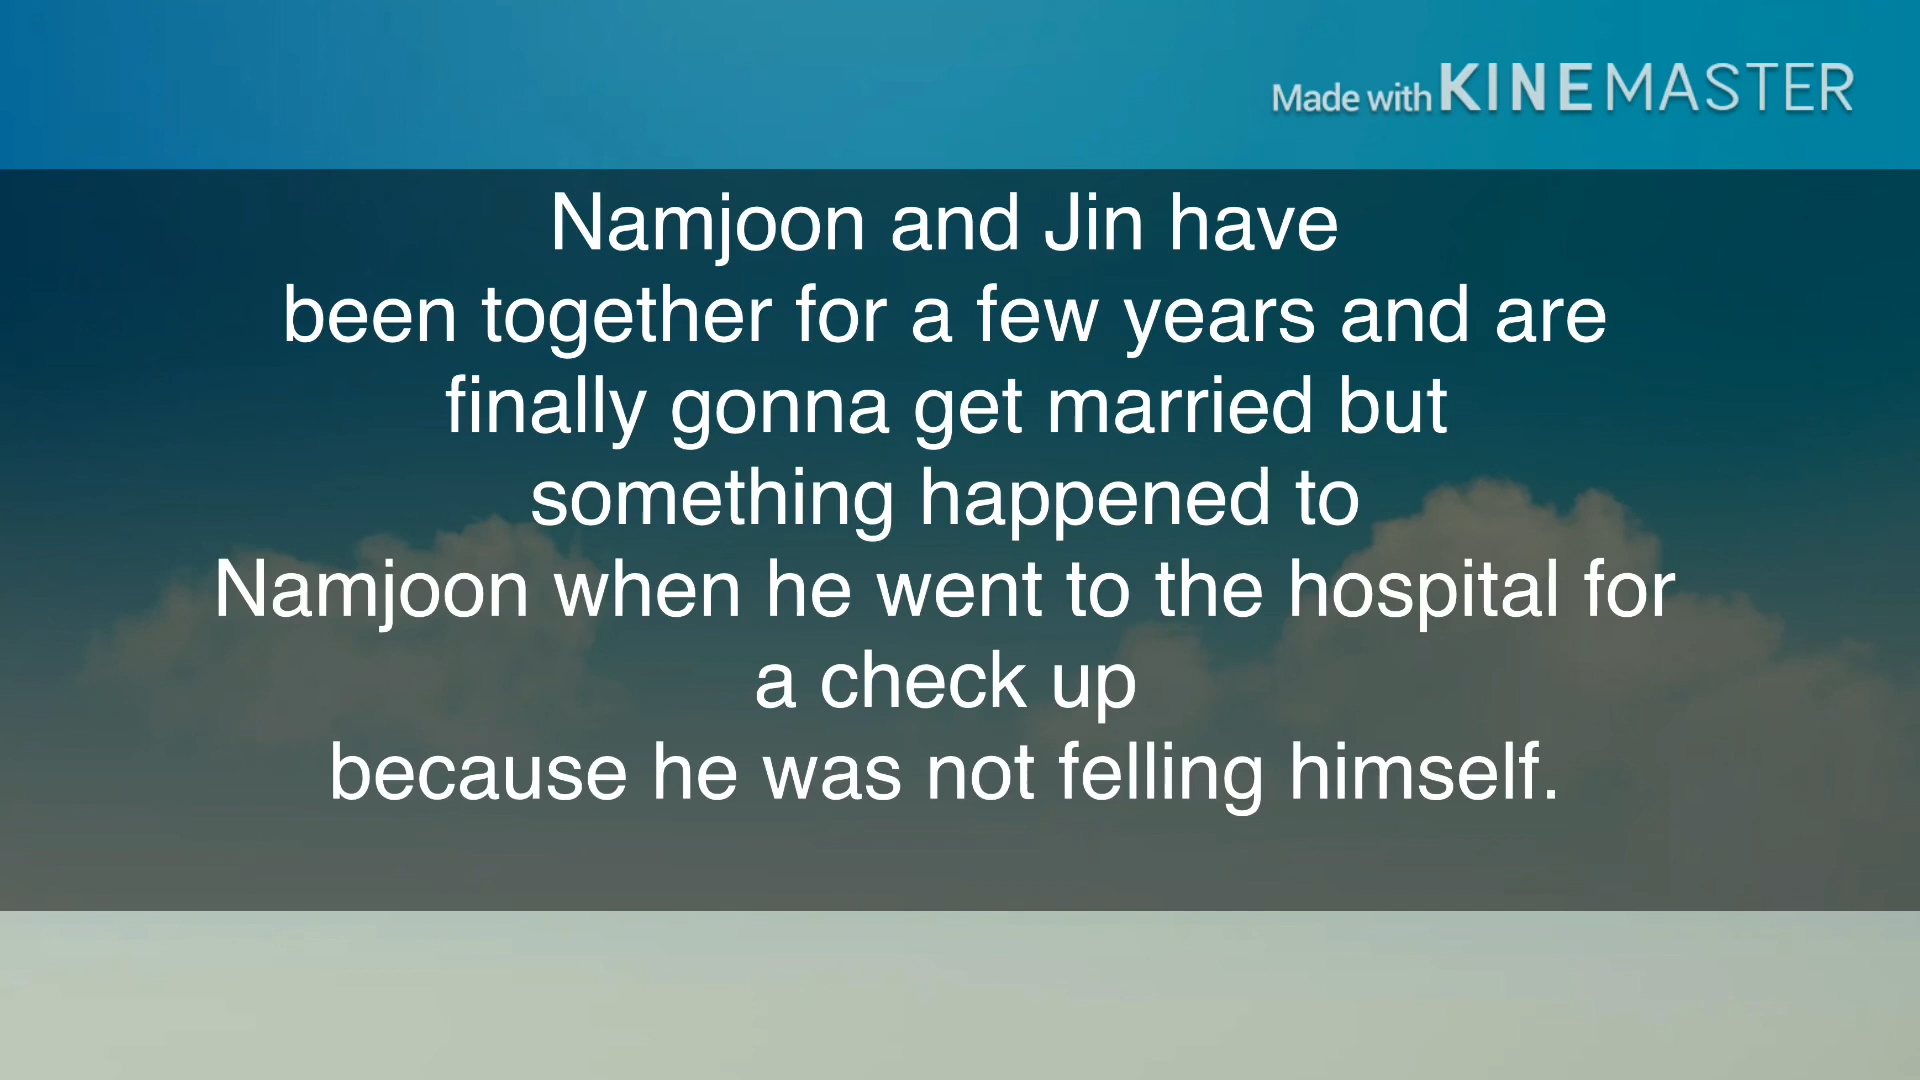 Made with KINEMASTER
Namjoon and Jin have
been together for a few years and are
finally gonna get married but
something happened to
Namjoon when he went to the hospital for
a check up
because he was not felling himself.